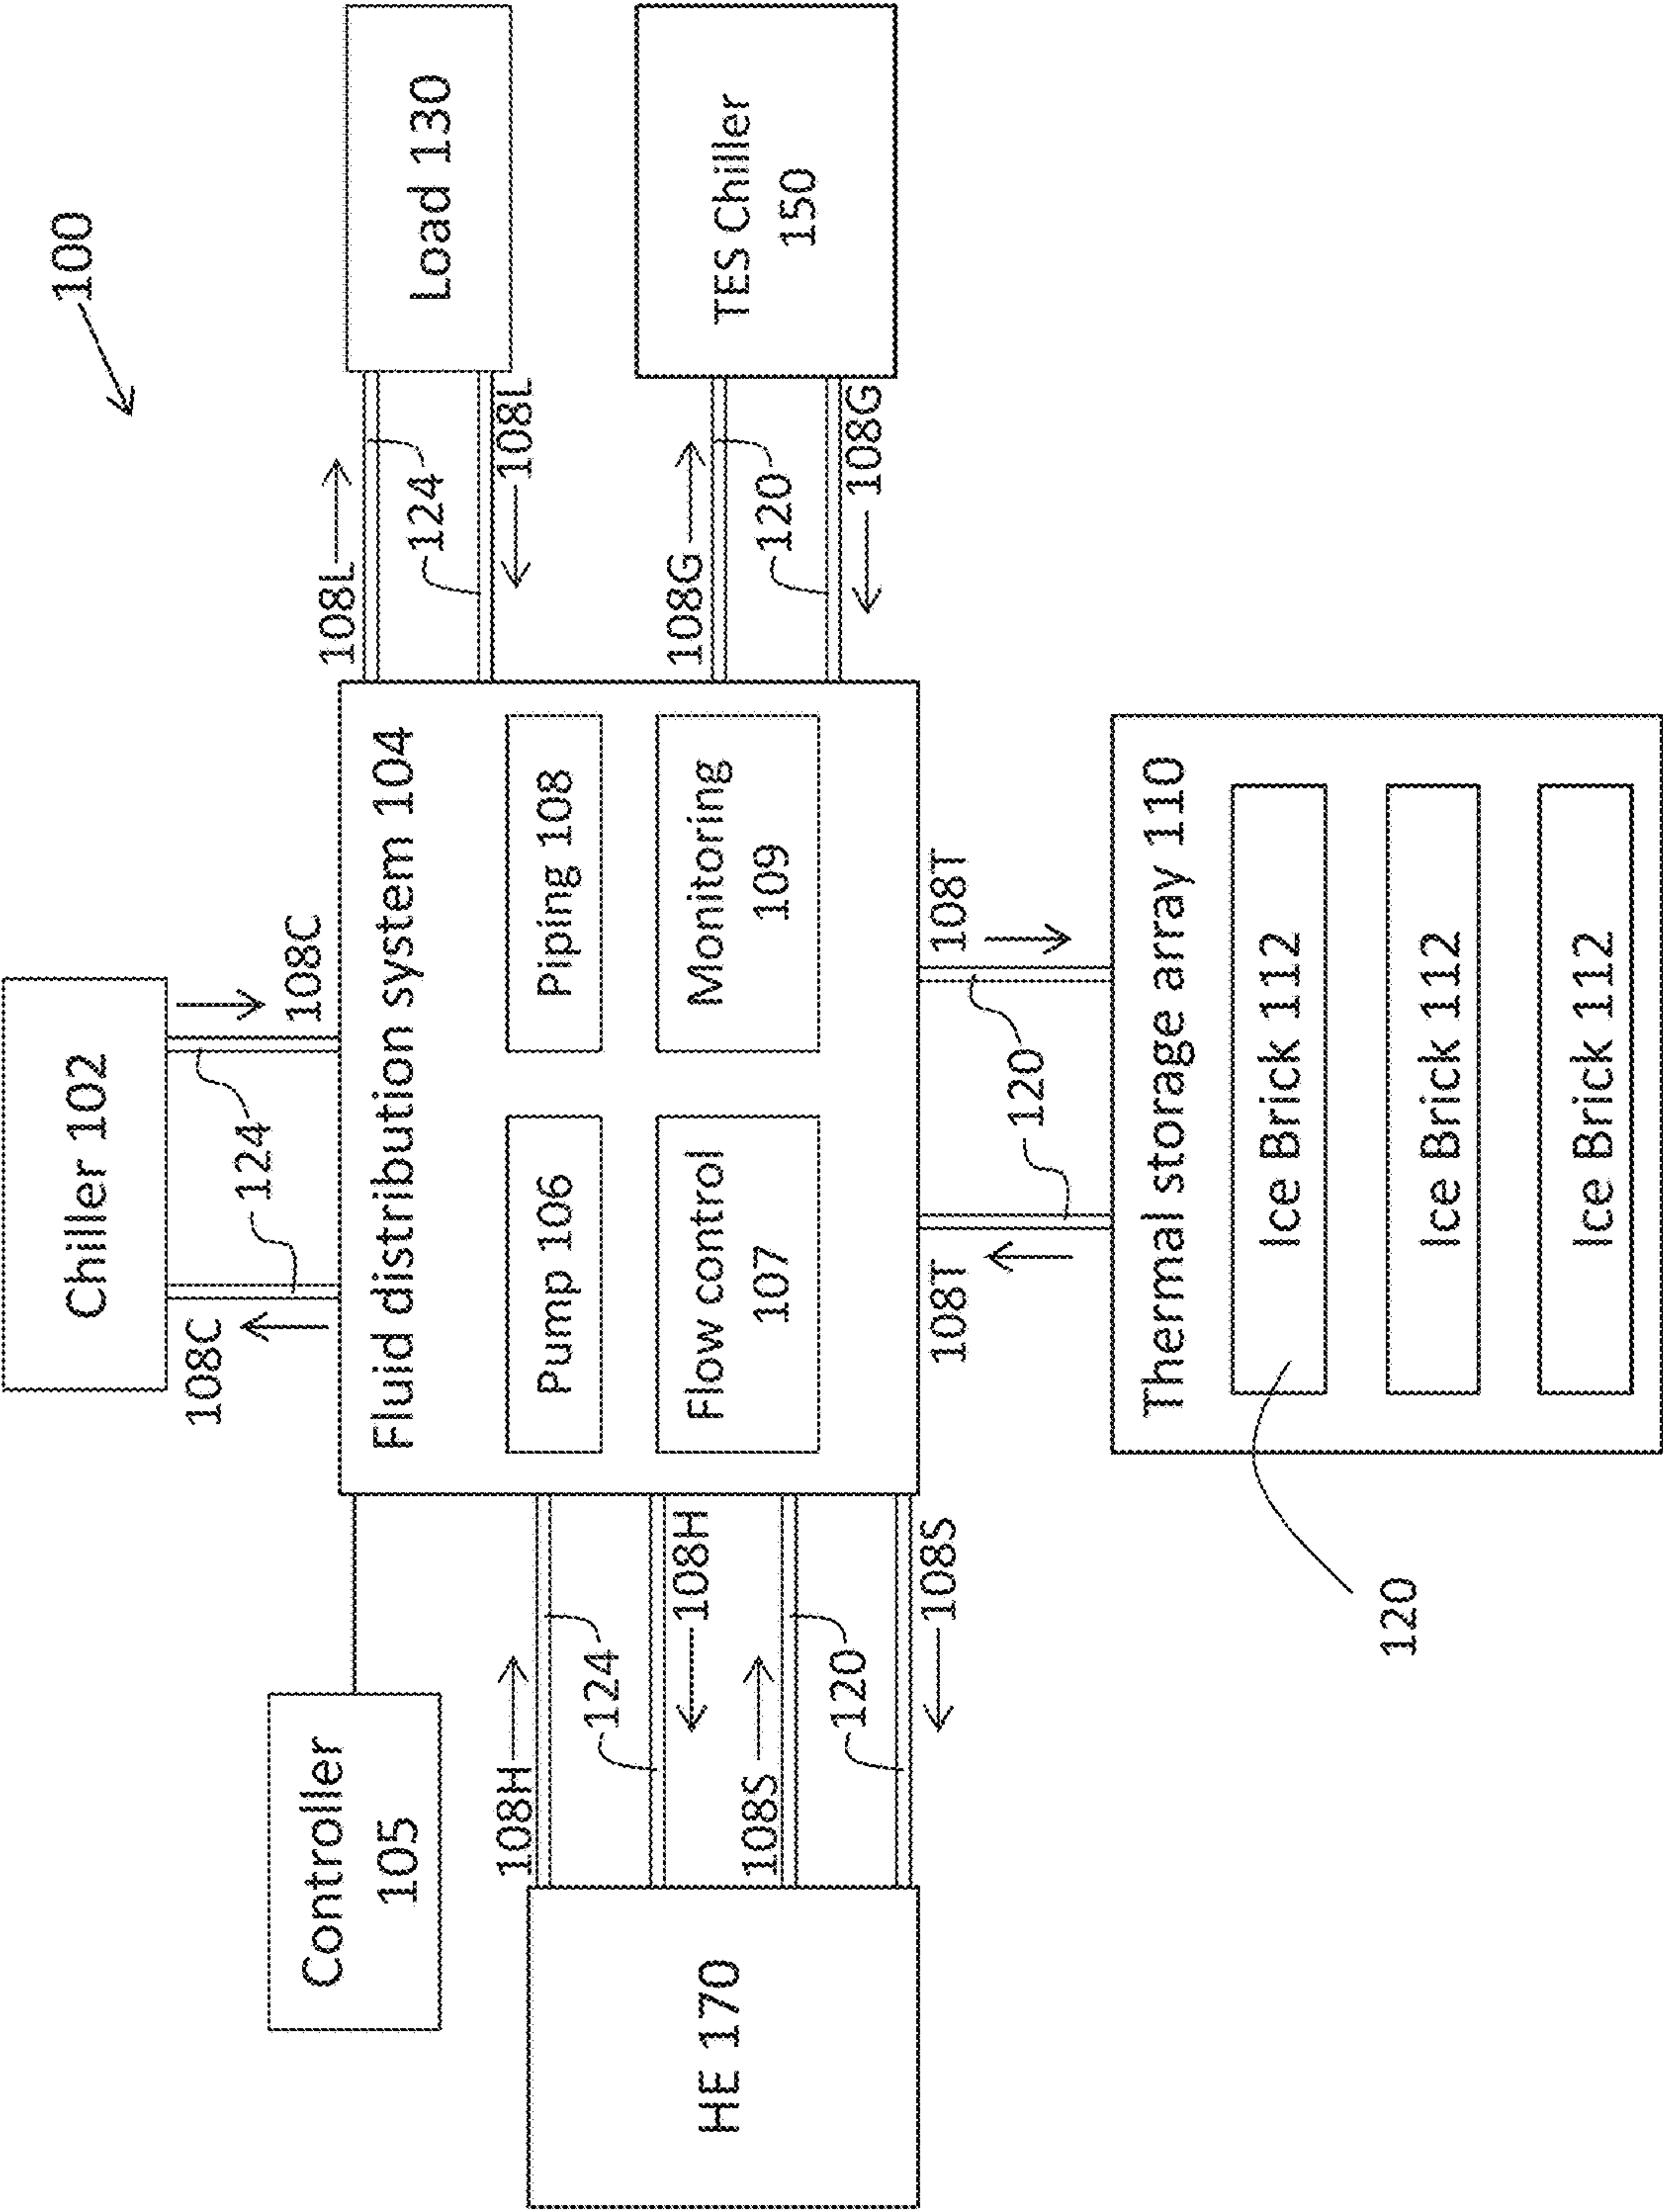 100
Chiller 102
108C
124
108C
Controller
105
Fluid distribution system 104
108L
124
Load 130
108L
108H
124
108H
Pump 106
Piping 108
HE 170
Flow control
107
Monitoring
109
108G
120
TES Chiller
150
108G
108S
120
108S
108T
120
108T
Thermal storage array 110
Ice Brick 112
Ice Brick 112
Ice Brick 112
120